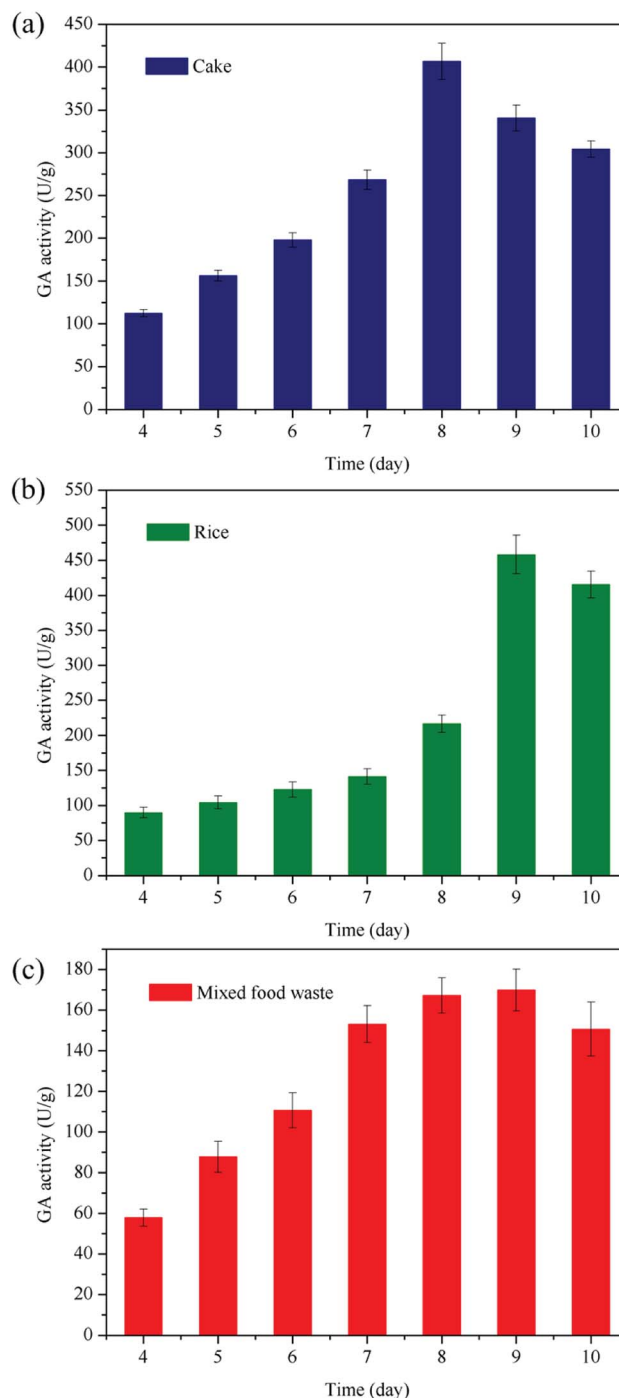 (a)
450
400
350
300
250
200
150
100
50
0
GA activity (U/g)
Cake
4 5 6 7 8 9 10
Time (day)
(b)
550
500
450
400
350
300
250
200
150
100
50
0
GA activity (U/g)
Rice
4 5 6 7 8 9 10
Time (day)
(c)
180
160
140
120
100
80
60
40
20
0
GA activity (U/g)
Mixed food waste
4 5 6 7 8 9 10
Time (day)